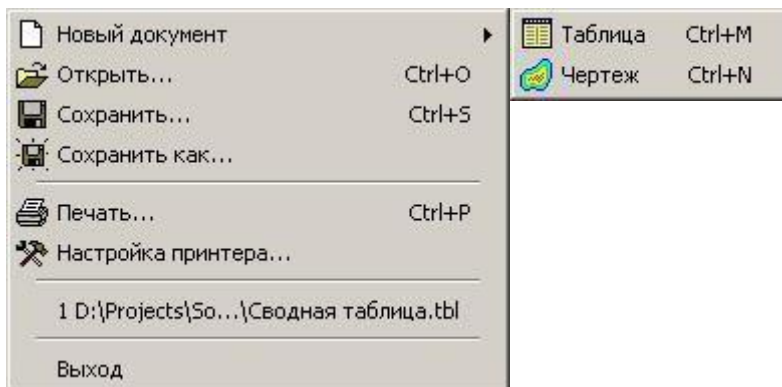 Новый документ
Таблица Ctrl+M
Открыть... Ctrl+O
Чертеж Ctrl+N
Сохранить... Ctrl+S
Сохранить как...
Печать... Ctrl+P
Настройка принтера...
1 D:\Projects\So...\Сводная таблица.tbl
Выход